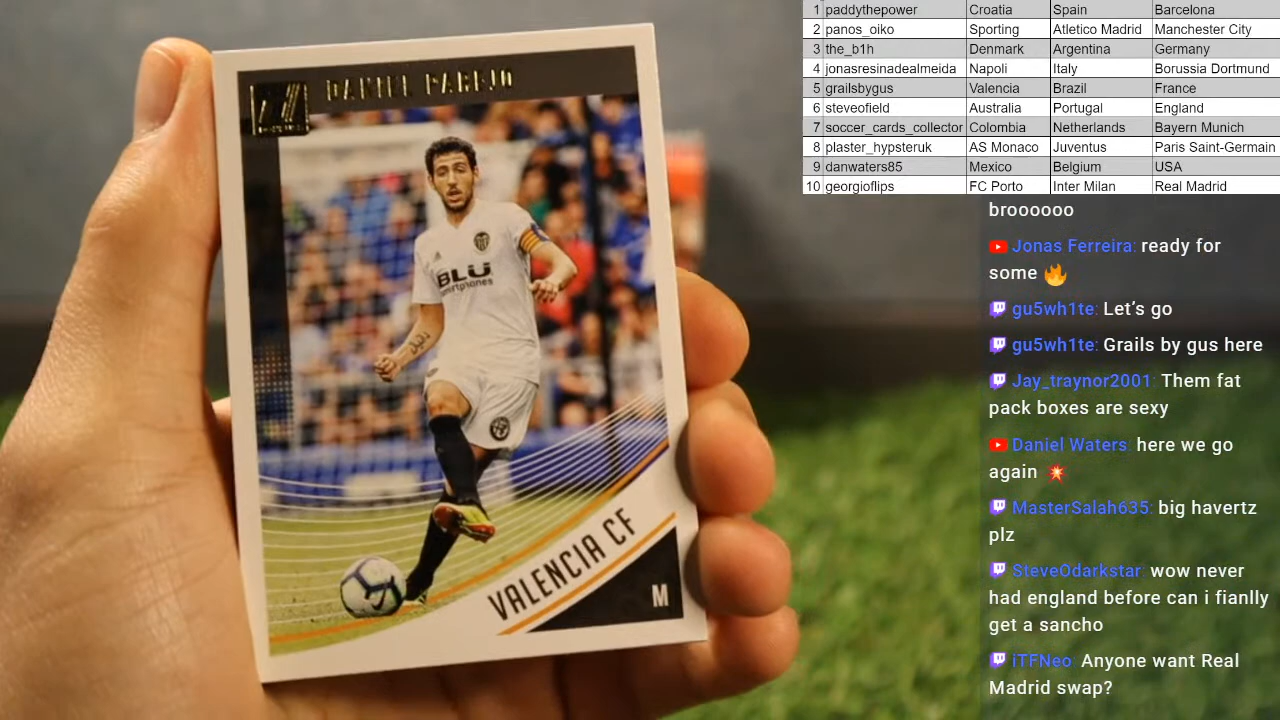 DANIEL PAREJO
BLU
smartphones
VALENCIA CF
M
1 paddythepower Croatia Spain Barcelona
2 panos_oiko Sporting Atletico Madrid Manchester City
3 the_b1h Denmark Argentina Germany
4 jonasresinadealmeida Napoli Italy Borussia Dortmund
5 grailsbygus Valencia Brazil France
6 steveofield Australia Portugal England
7 soccer_cards_collector Colombia Netherlands Bayern Munich
8 plaster_hypsteruk AS Monaco Juventus Paris Saint-Germain
9 danwaters85 Mexico Belgium USA
10 georgioflips FC Porto Inter Milan Real Madrid
broooooo
Jonas Ferreira: ready for
some 🔥
gu5wh1te: Let's go
gu5wh1te: Grails by gus here
Jay_traynor2001: Them fat
pack boxes are sexy
Daniel Waters: here we go
again 💥
MasterSalah635: big havertz
plz
SteveOdarkstar: wow never
had england before can i fianlly
get a sancho
iTFNeo: Anyone want Real
Madrid swap?